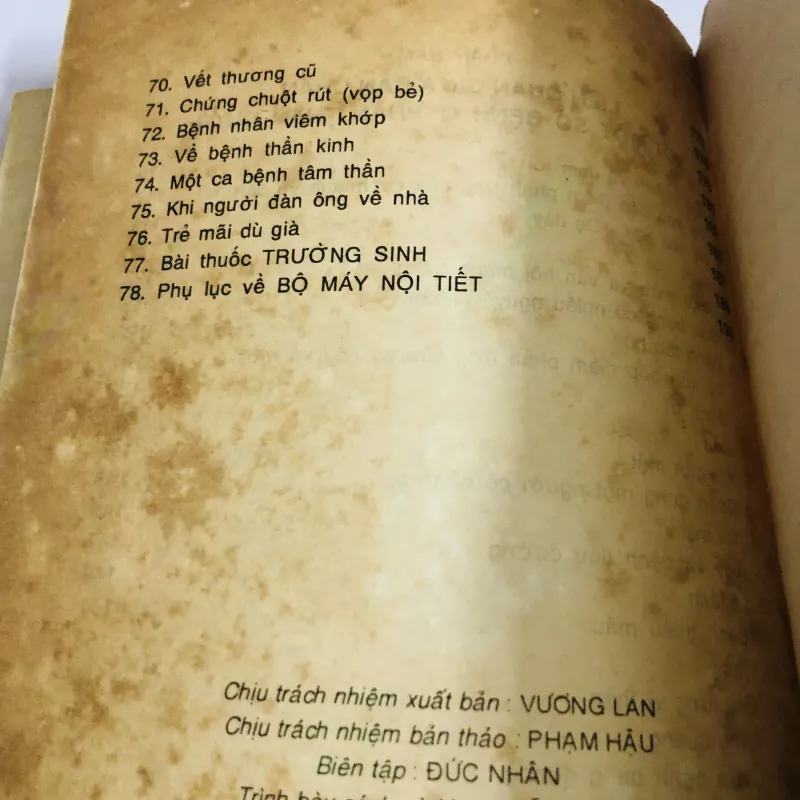 70. Vết thương cũ
71. Chứng chuột rút (vọp bẻ)
72. Bệnh nhân viêm khớp
73. Về bệnh thần kinh
74. Một ca bệnh tâm thần
75. Khi người đàn ông về nhà
76. Trẻ mãi dù già
77. Bài thuốc TRƯỜNG SINH
78. Phụ lục về BỘ MÁY NỘI TIẾT
Chịu trách nhiệm xuất bản : VƯƠNG LAN
Chịu trách nhiệm bản thảo : PHẠM HẬU
Biên tập : ĐỨC NHÂN
Trình bày